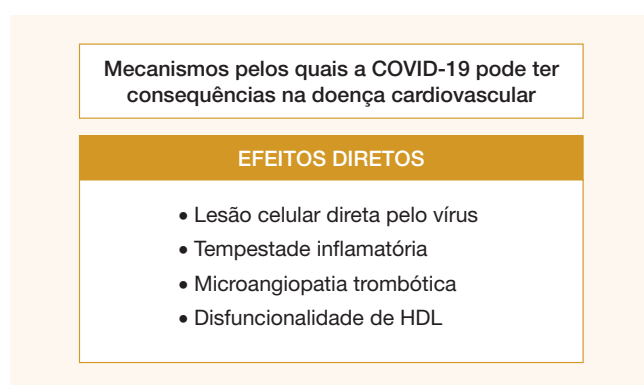 Mecanismos pelos quais a COVID-19 pode ter
consequências na doença cardiovascular
EFEITOS DIRETOS
• Lesão celular direta pelo vírus
• Tempestade inflamatória
• Microangiopatia trombótica
• Disfuncionalidade de HDL